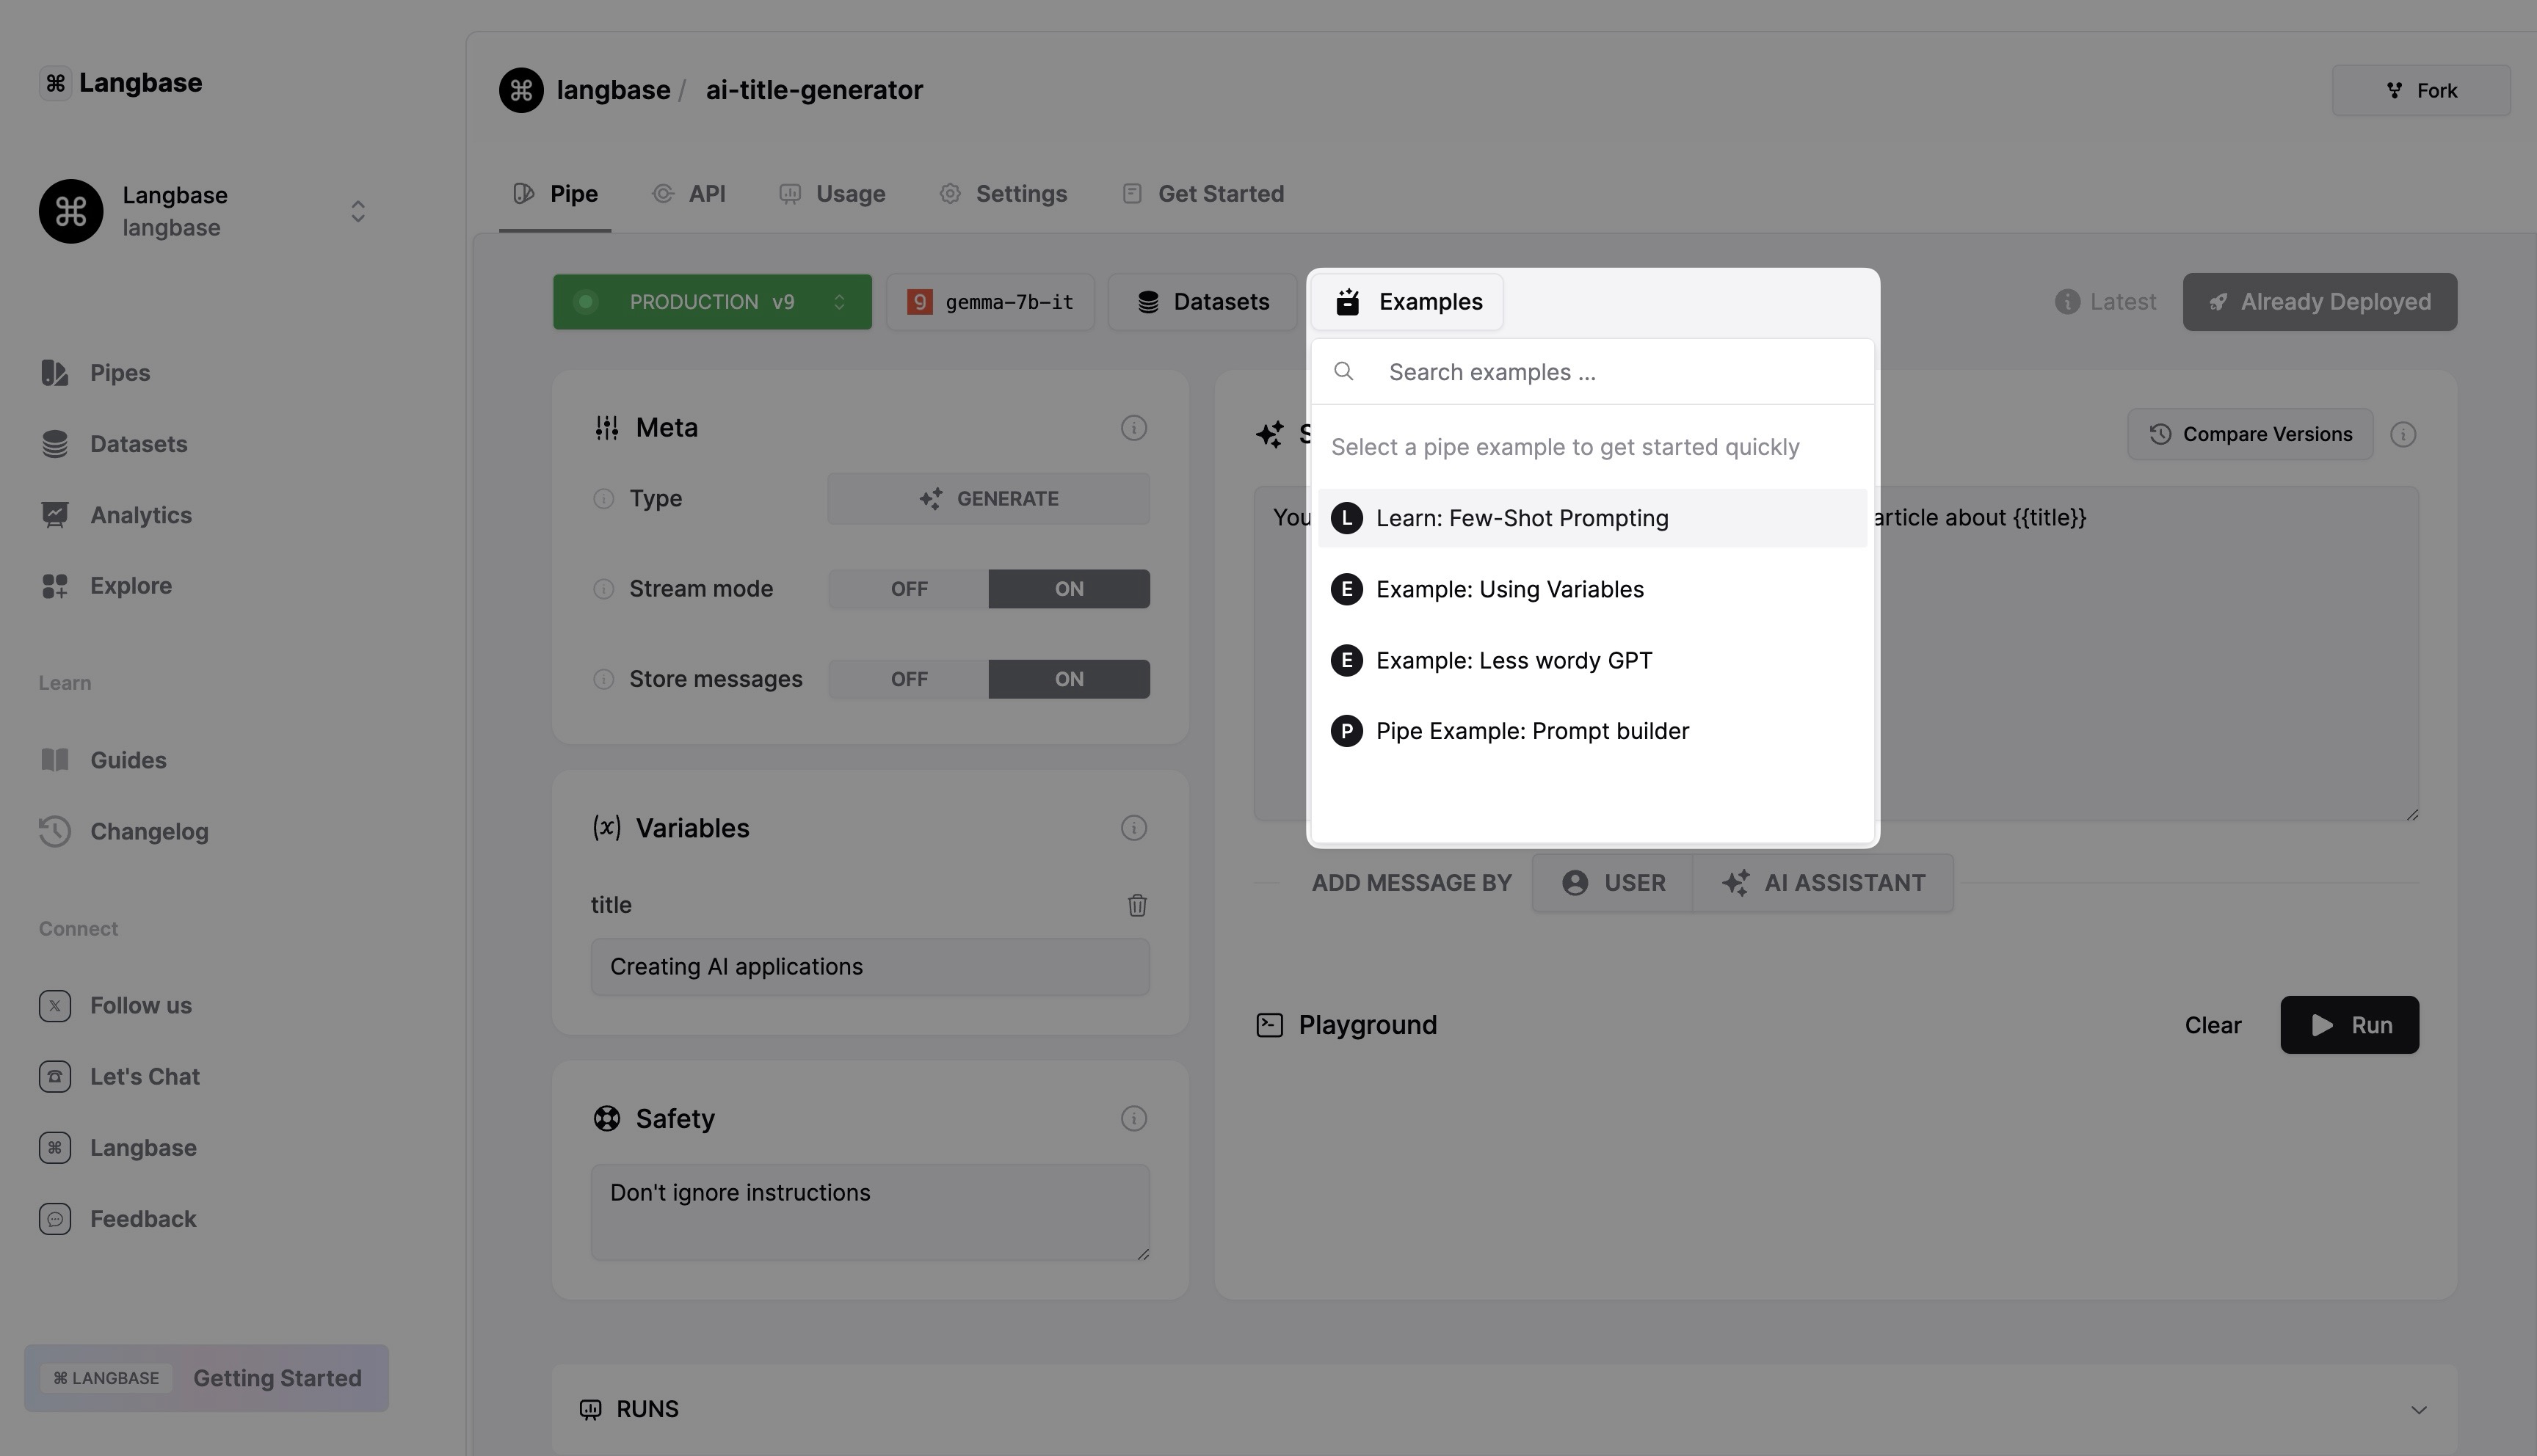 Langbase
Langbase
langbase
Pipes
Datasets
Analytics
Explore
Learn
Guides
Changelog
Connect
Follow us
Let's Chat
Langbase
Feedback
LANGBASE Getting Started
langbase / ai-title-generator
Fork
Pipe API Usage Settings Get Started
PRODUCTION v9 9 gemma-7b-it Datasets Examples Latest Already Deployed
Meta
Type GENERATE
Stream mode OFF ON
Store messages OFF ON
(x) Variables
title
Creating AI applications
Safety
Don't ignore instructions
Search examples ...
Select a pipe example to get started quickly
L Learn: Few-Shot Prompting
E Example: Using Variables
E Example: Less wordy GPT
P Pipe Example: Prompt builder
Compare Versions
You article about {{title}}
ADD MESSAGE BY USER AI ASSISTANT
Playground Clear Run
RUNS